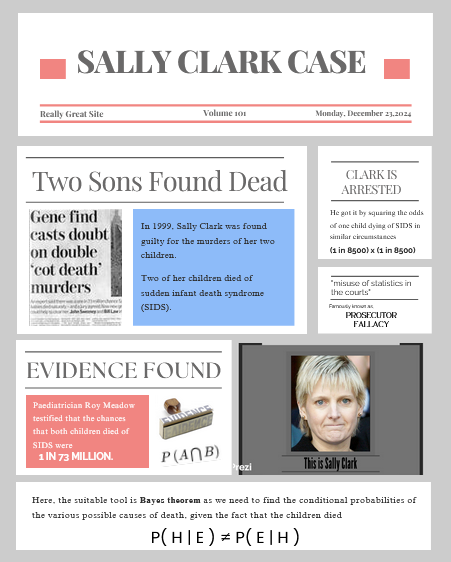 SALLY CLARK CASE
Really Great Site
Volume 101
Monday, December 23,2024
Two Sons Found Dead
Gene find
casts doubt
on double
‘cot death’
murders
John Sweeney and Bill Law
In 1999, Sally Clark was found
guilty for the murders of her two
children.
Two of her children died of
sudden infant death syndrome
(SIDS).
CLARK IS
ARRESTED
He got it by squaring the odds
of one child dying of SIDS in
similar circumstances
(1 in 8500) x (1 in 8500)
"misuse of statistics in
the courts"
Famously known as
PROSECUTOR
FALLACY
EVIDENCE FOUND
Paediatrician Roy Meadow
testified that the chances
that both children died of
SIDS were
1 IN 73 MILLION.
EVIDENCE
P(A∩B)
Prezi
This is Sally Clark
Here, the suitable tool is Bayes theorem as we need to find the conditional probabilities of
the various possible causes of death, given the fact that the children died
P(H|E) ≠ P(E|H)